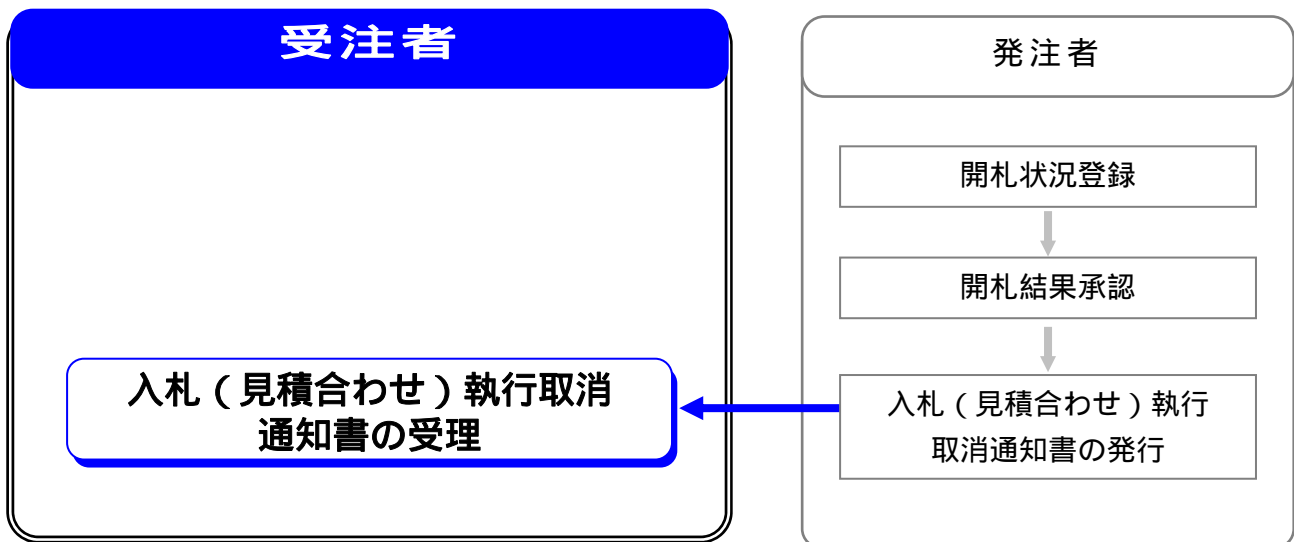 受注者
発注者
開札状況登録
開札結果承認
入札（見積合わせ）執行取消
通知書の受理
入札（見積合わせ）執行
取消通知書の発行